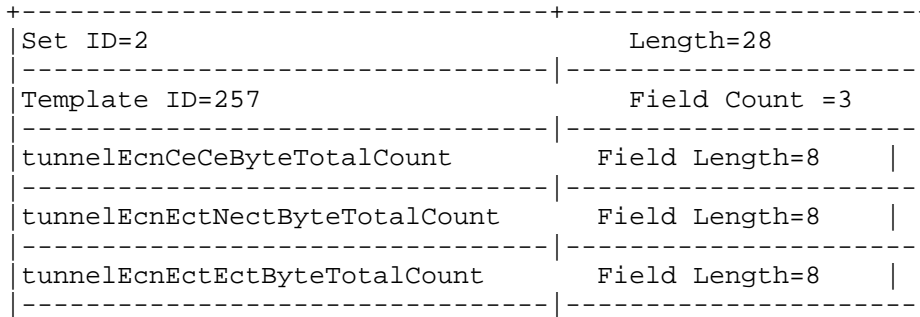 +---------------------------------+----------------------
|Set ID=2                              Length=28
|---------------------------------|----------------------
|Template ID=257                       Field Count =3
|---------------------------------|----------------------
|tunnelEcnCeCeByteTotalCount         Field Length=8    |
|---------------------------------|----------------------
|tunnelEcnEctNectByteTotalCount      Field Length=8    |
|---------------------------------|----------------------
|tunnelEcnEctEctByteTotalCount       Field Length=8    |
|---------------------------------|----------------------